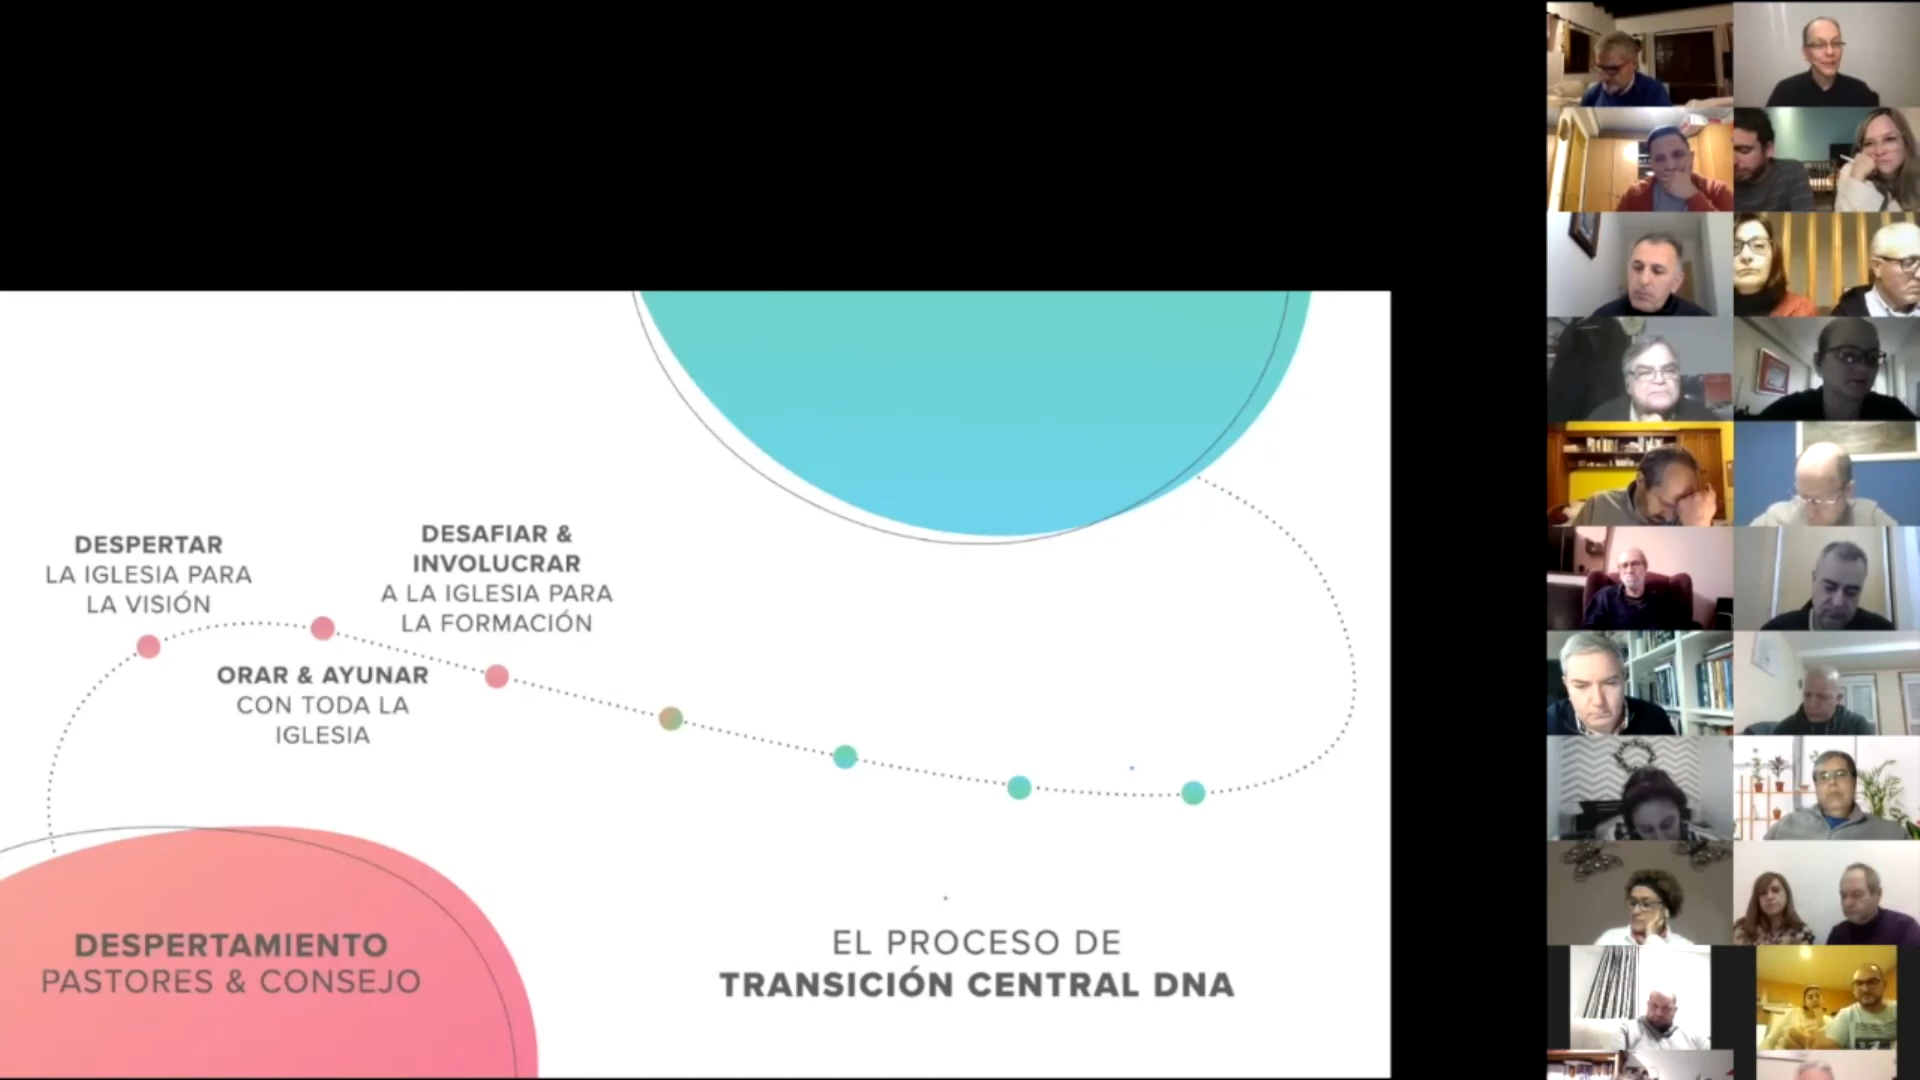 DESPERTAR
LA IGLESIA PARA
LA VISIÓN
DESAFIAR &
INVOLUCRAR
A LA IGLESIA PARA
LA FORMACIÓN
ORAR & AYUNAR
CON TODA LA
IGLESIA
DESPERTAMIENTO
PASTORES & CONSEJO
EL PROCESO DE
TRANSICIÓN CENTRAL DNA